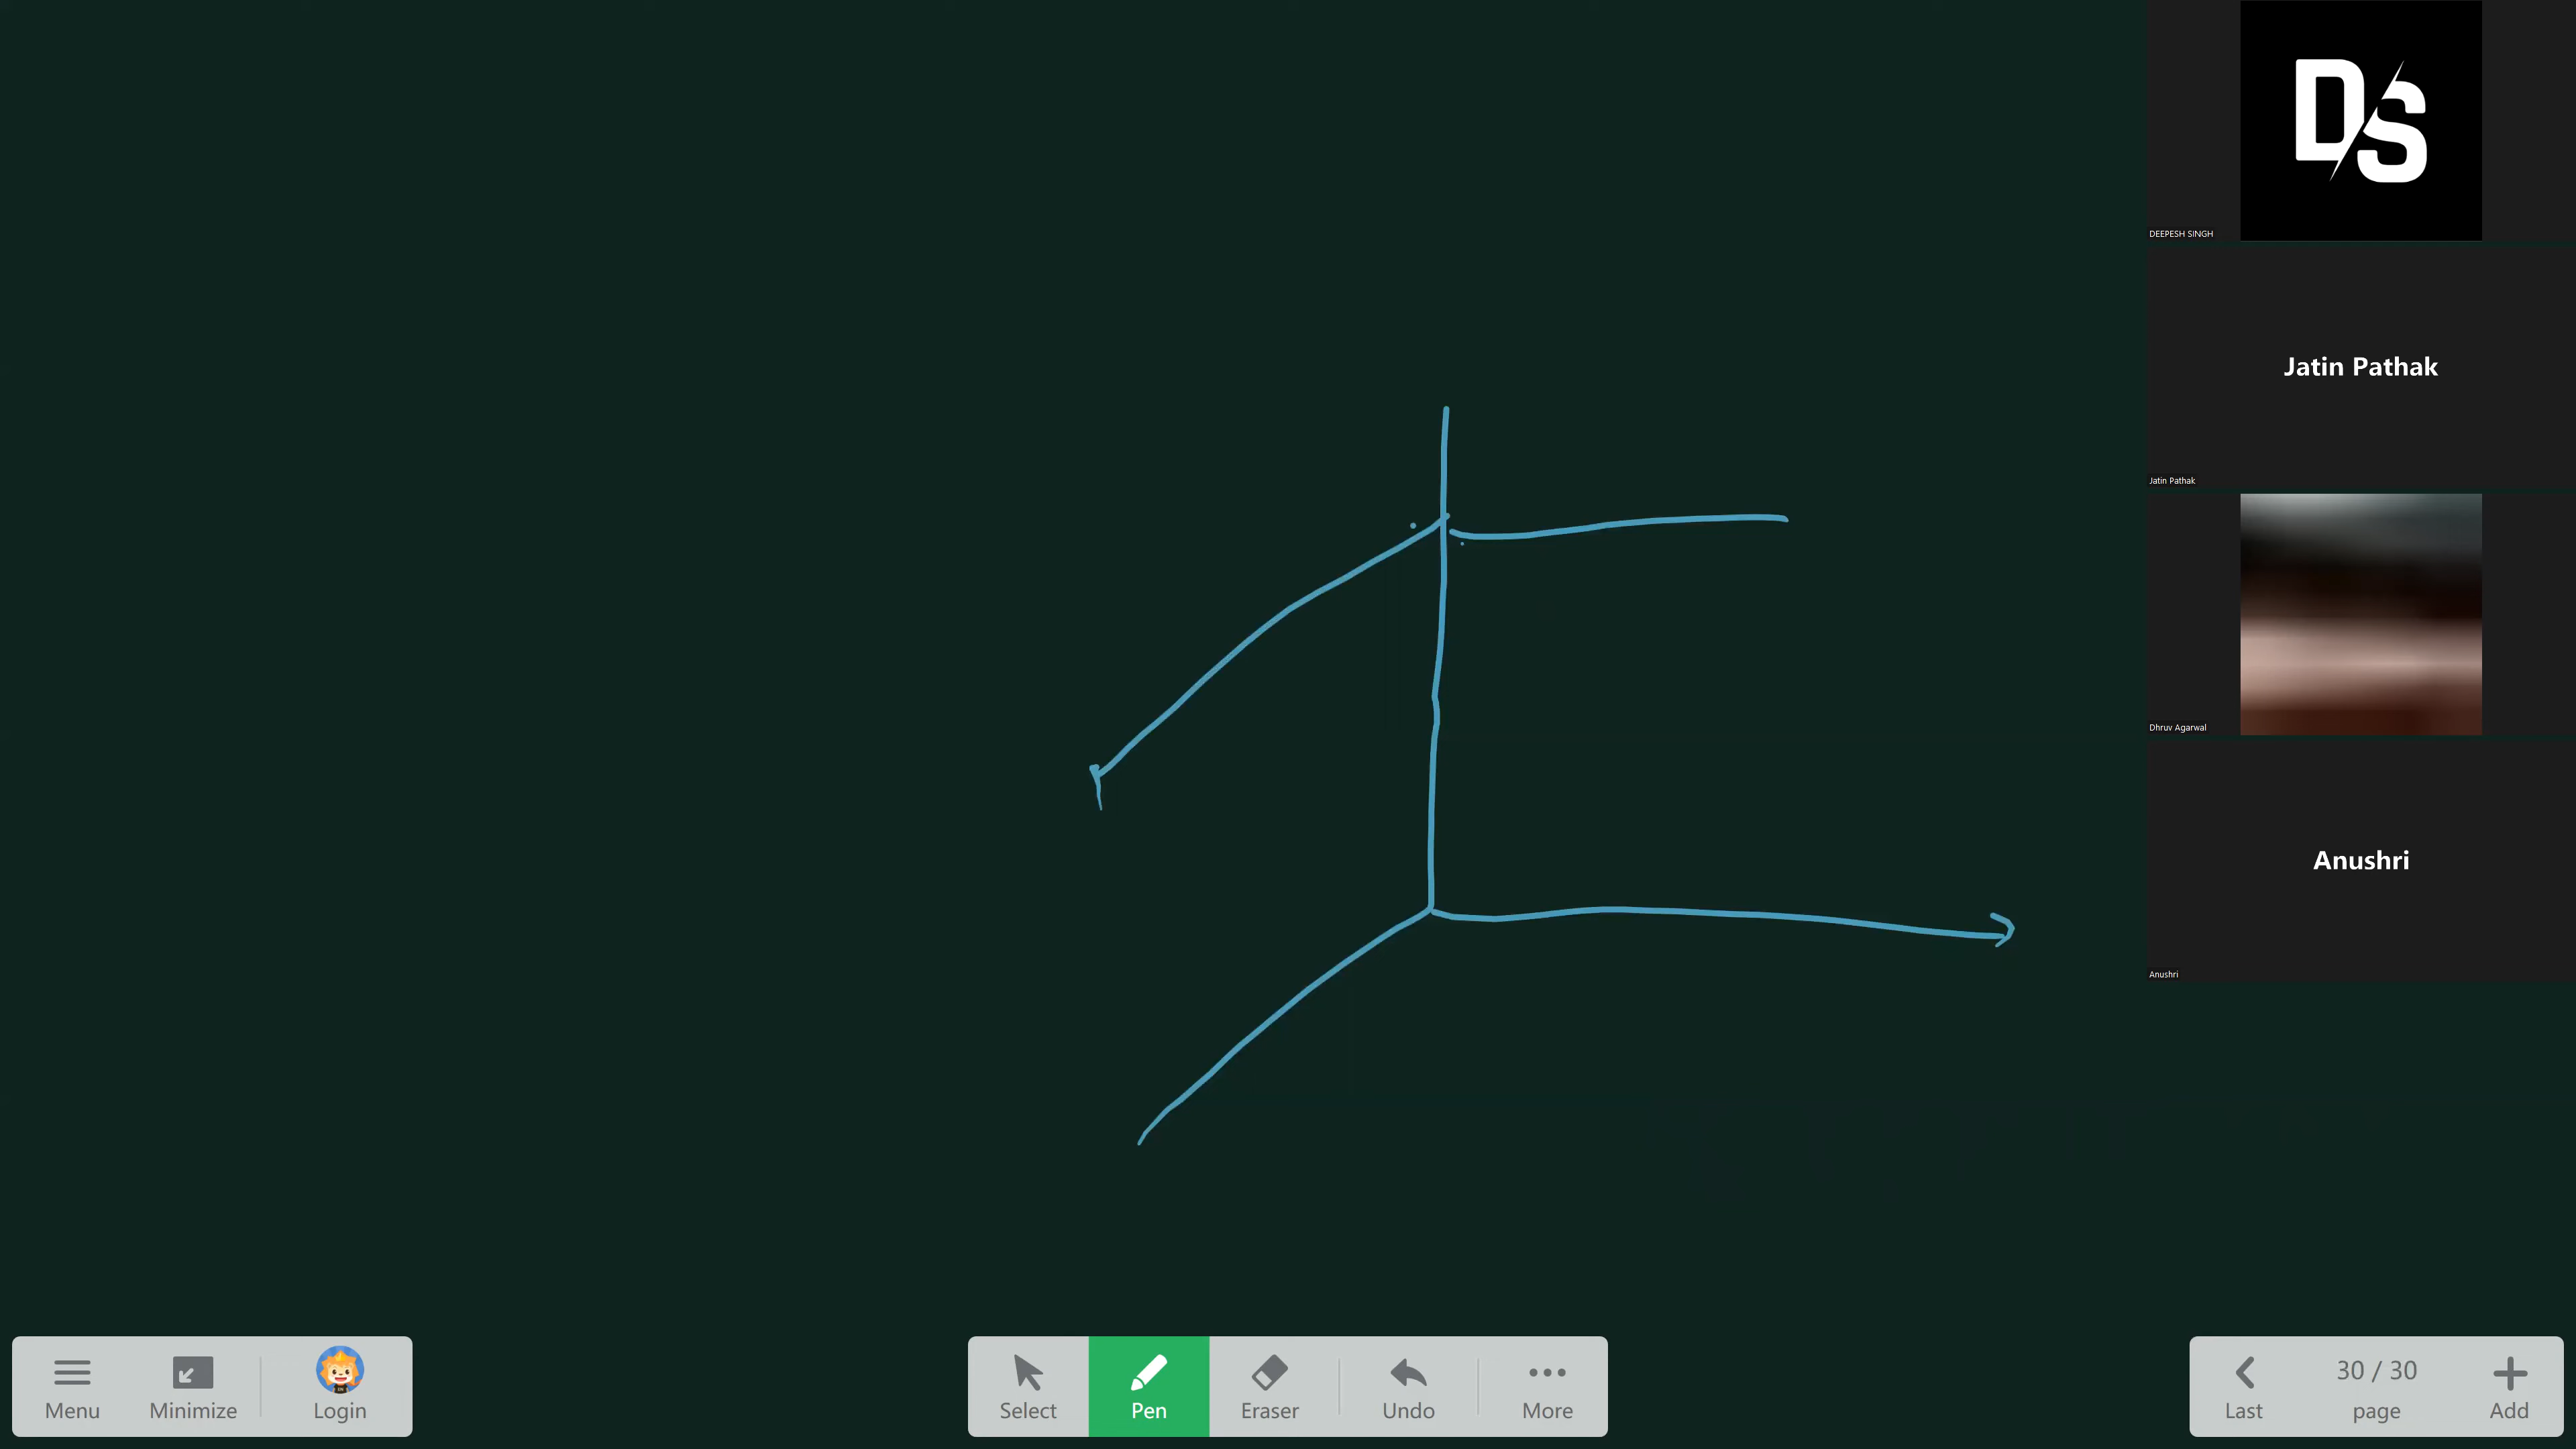 DS
DEEPESH SINGH
Jatin Pathak
Jatin Pathak
Dhruv Agarwal
Anushri
Anushri
Menu
Minimize
Login
Select
Pen
Eraser
Undo
More
Last
30 / 30
page
Add